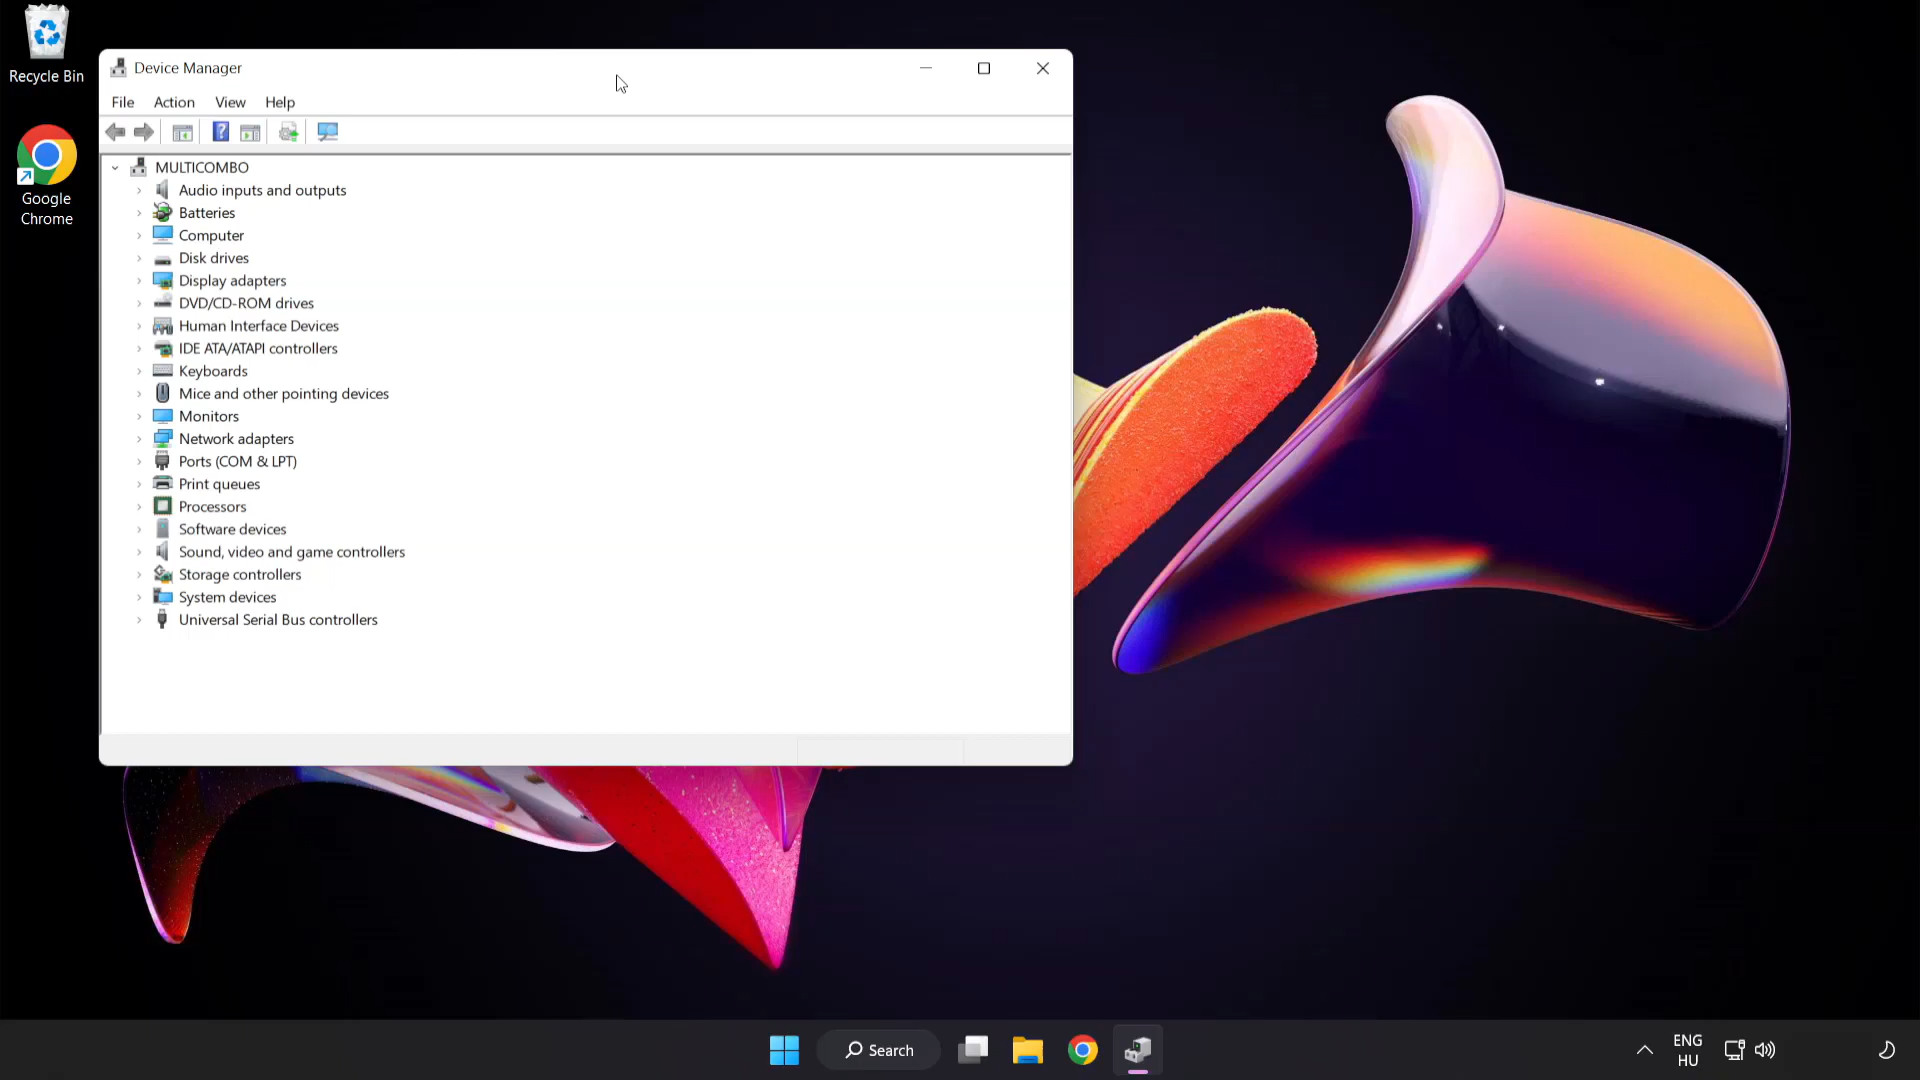 Recycle Bin
Google
Chrome
Device Manager
File Action View Help
MULTICOMBO
Audio inputs and outputs
Batteries
Computer
Disk drives
Display adapters
DVD/CD-ROM drives
Human Interface Devices
IDE ATA/ATAPI controllers
Keyboards
Mice and other pointing devices
Monitors
Network adapters
Ports (COM & LPT)
Print queues
Processors
Software devices
Sound, video and game controllers
Storage controllers
System devices
Universal Serial Bus controllers
Search
ENG
HU